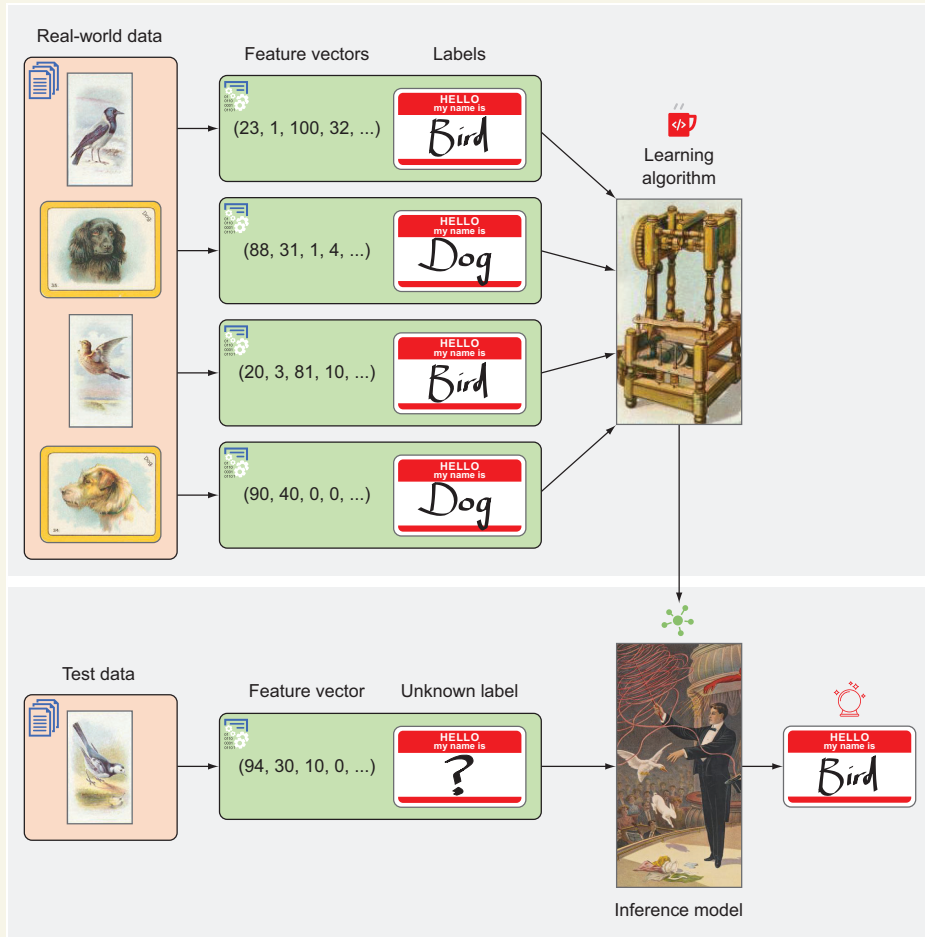 Real-world data
Feature vectors
Labels
(23, 1, 100, 32, ...)
HELLO
my name is
Bird
Learning
algorithm
Dog
35.
(88, 31, 1, 4, ...)
HELLO
my name is
Dog
(20, 3, 81, 10, ...)
HELLO
my name is
Bird
Dog
(90, 40, 0, 0, ...)
HELLO
my name is
Dog
Test data
Feature vector
Unknown label
(94, 30, 10, 0, ...)
HELLO
my name is
?
HELLO
my name is
Bird
Inference model